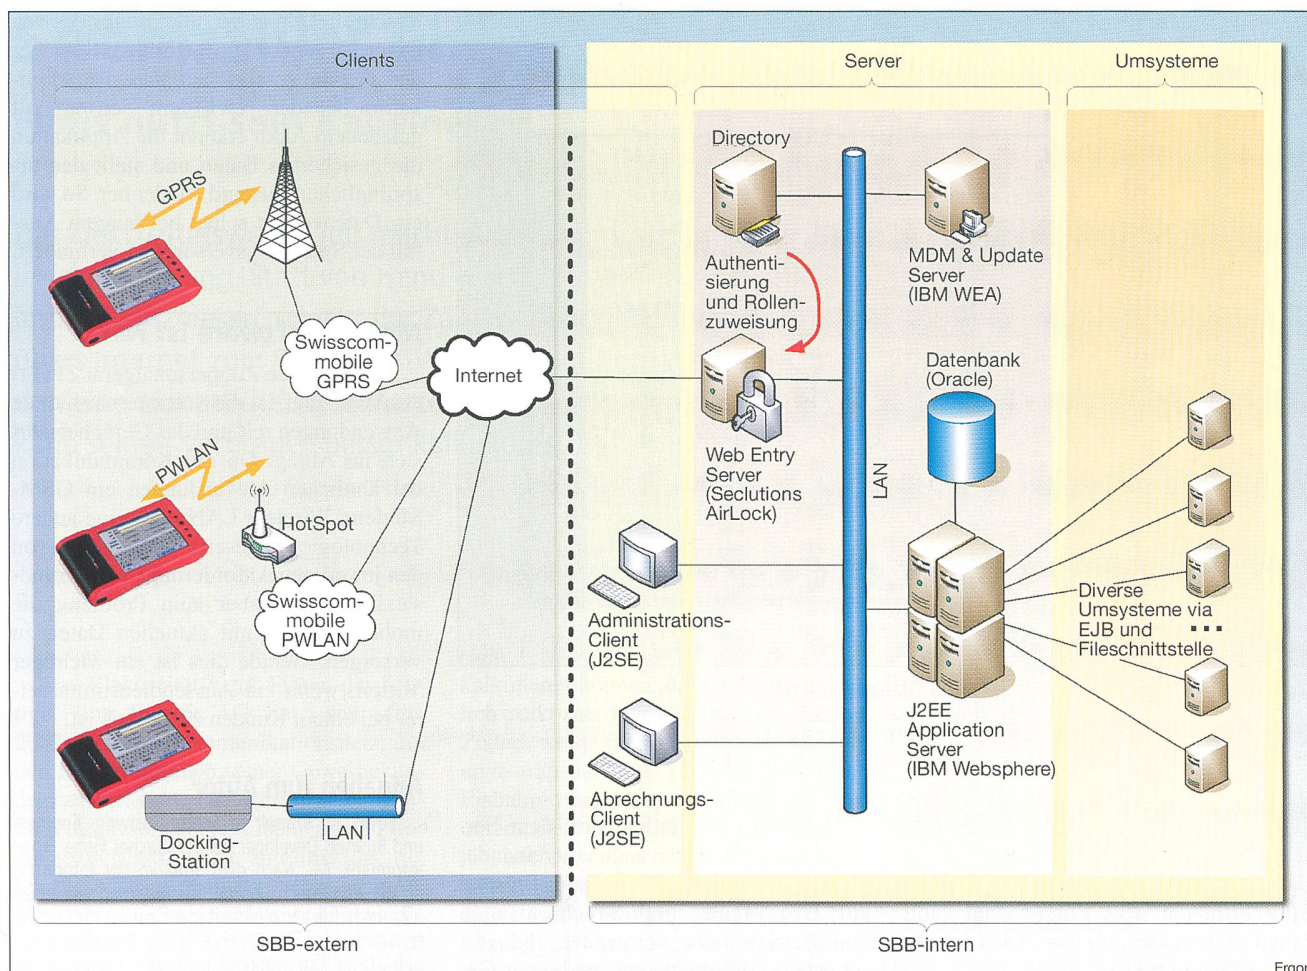 Clients
Server
Umsysteme
GPRS
Swisscom-
mobile
GPRS
Internet
PWLAN
HotSpot
Swisscom-
mobile
PWLAN
LAN
Docking-
Station
Directory
Authenti-
sierung
und Rollen-
zuweisung
MDM & Update
Server
(IBM WEA)
Web Entry
Server
(Seclutions
AirLock)
LAN
Datenbank
(Oracle)
Administrations-
Client
(J2SE)
Abrechnungs-
Client
(J2SE)
J2EE
Application
Server
(IBM Websphere)
Diverse
Umsysteme via
EJB und
Fileschnittstelle
SBB-extern
SBB-intern